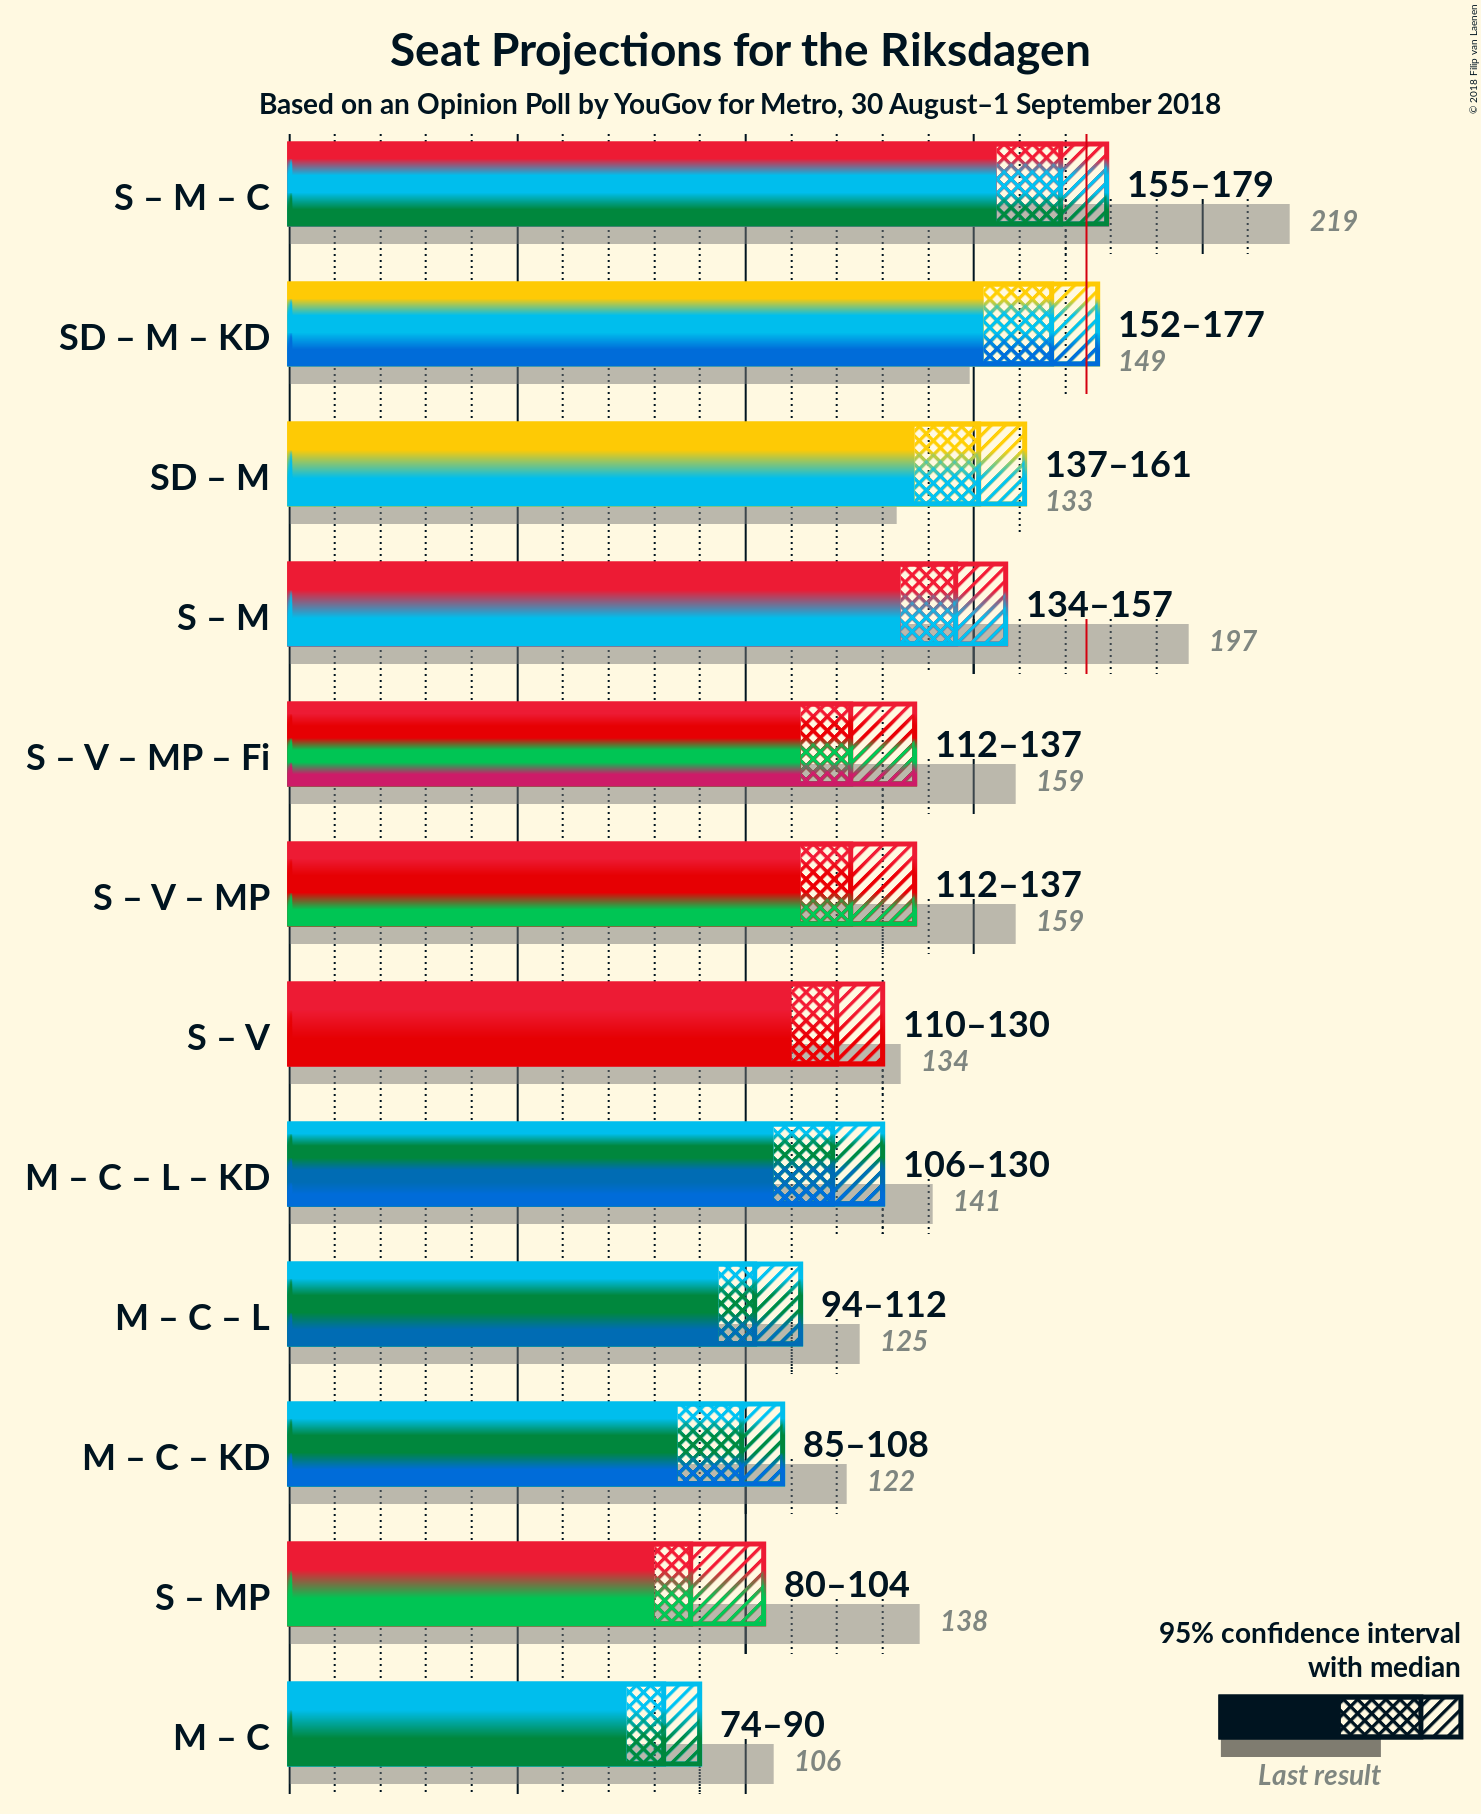 Seat Projections for the Riksdagen
Based on an Opinion Poll by YouGov for Metro, 30 August–1 September 2018
© 2018 Filip van Laenen
S – M – C
155–179
219
SD – M – KD
152–177
149
SD – M
137–161
133
S – M
134–157
197
S – V – MP – Fi
112–137
159
S – V – MP
112–137
159
S – V
110–130
134
M – C – L – KD
106–130
141
M – C – L
94–112
125
M – C – KD
85–108
122
S – MP
80–104
138
M – C
74–90
106
95% confidence interval
with median
Last result